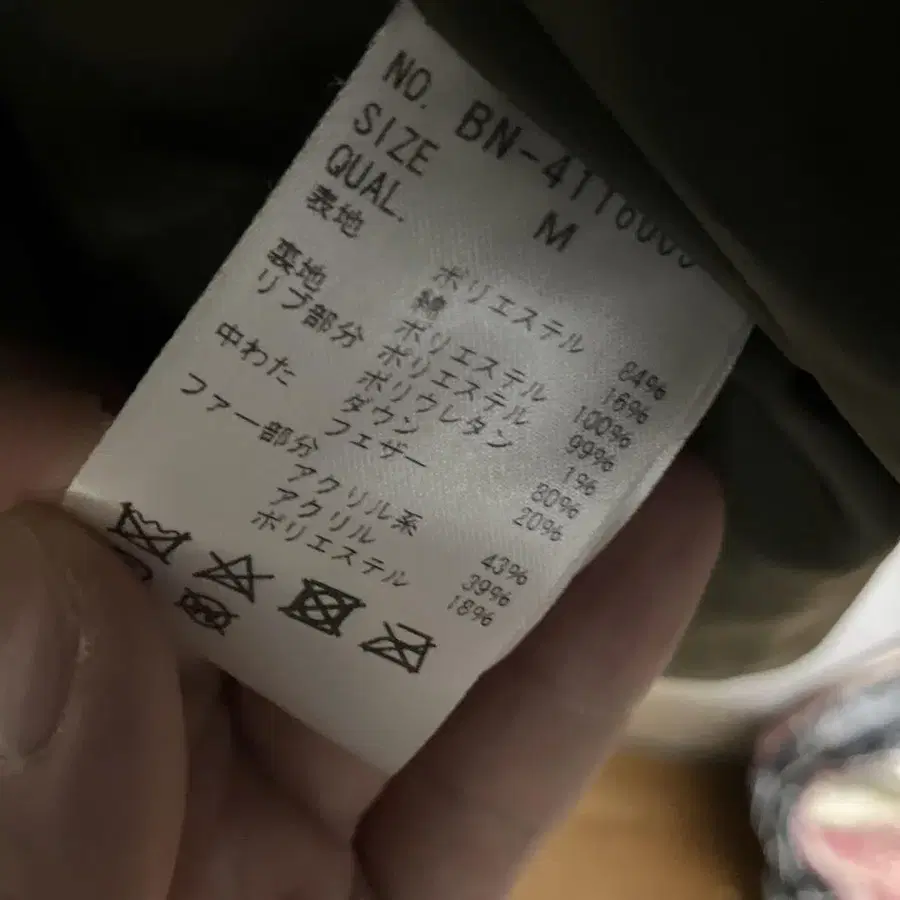 NO. BN-4116003
SIZE M
QUAL.
表地 ポリエステル 84%
綿 16%
裏地 ポリエステル 100%
リブ部分 ポリエステル 99%
ポリウレタン 1%
中わた ダウン 80%
フェザー 20%
ファー部分
アクリル系 43%
アクリル 39%
ポリエステル 18%